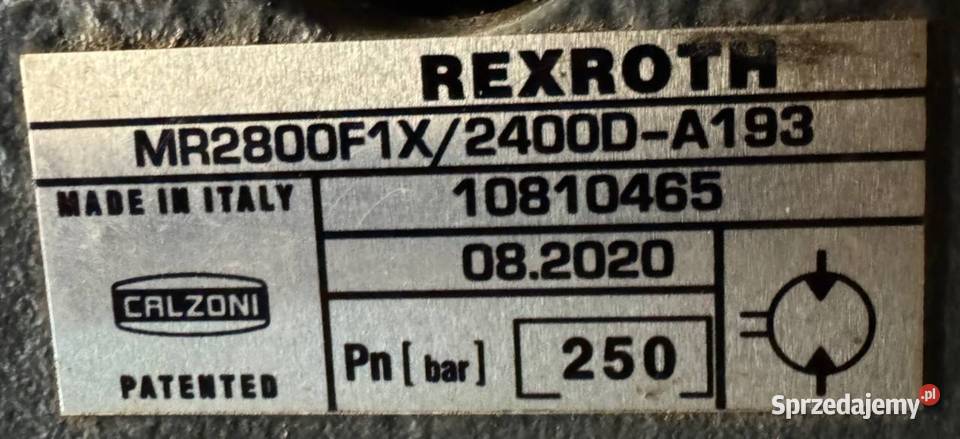 REXROTH
MR2800F1X/2400D-A193
MADE IN ITALY
10810465
08.2020
CALZONI
PATENTED
Pn [bar] 250
Sprzedajemy.pl